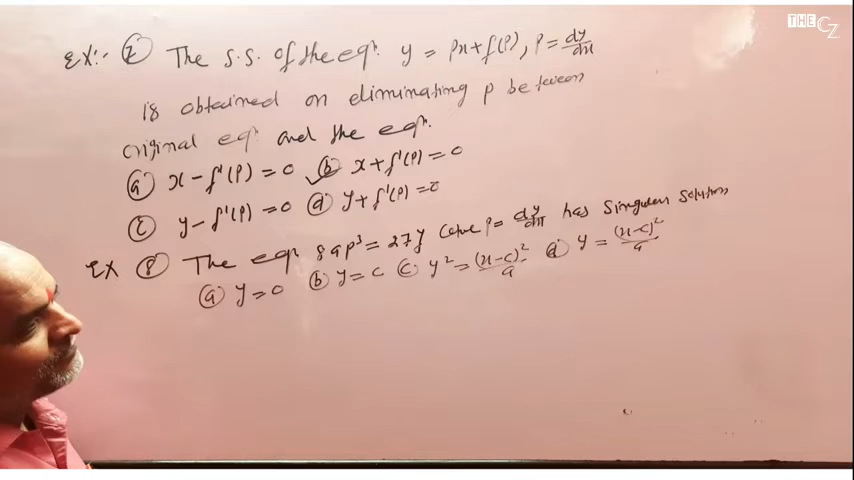 THE CZ
Ex:- (7) The S.S. of the eqn. y = px + f(p), p = dy/dx
is obtained on eliminating p between
original eqn and the eqn.
(a) x - f'(p) = 0 (b) x + f'(p) = 0
(c) y - f'(p) = 0 (d) y + f'(p) = 0
Ex (8) The eqn 8ap³ = 27y where p = dy/dx has singular solution
(a) y = 0 (b) y = c (c) y² = (x-c)²/a (d) y = (x-c)²/a